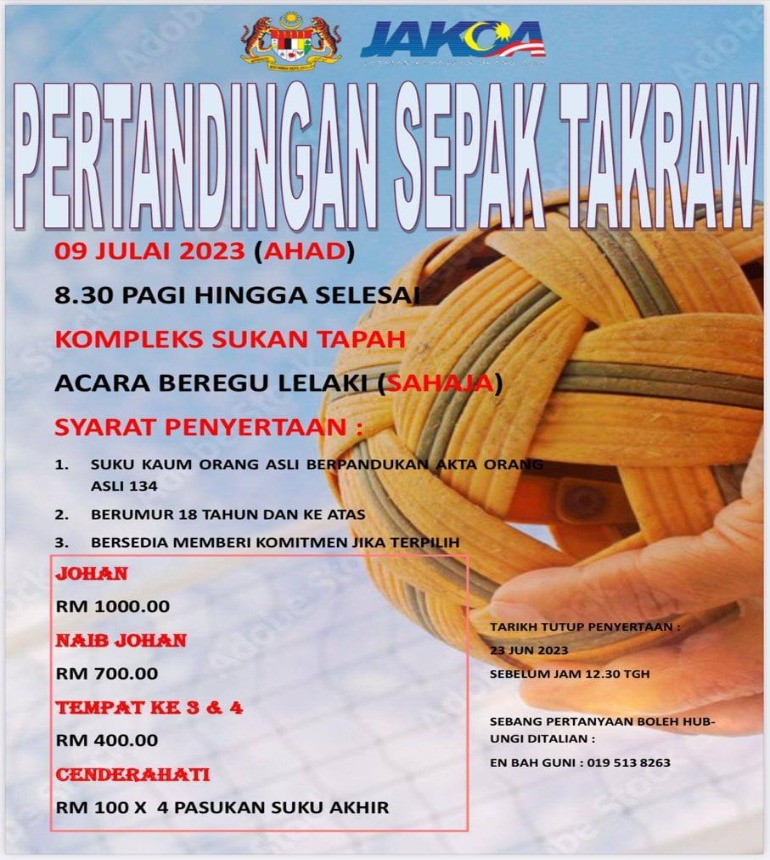 JAKOA
PERTANDINGAN SEPAK TAKRAW
09 JULAI 2023 (AHAD)
8.30 PAGI HINGGA SELESAI
KOMPLEKS SUKAN TAPAH
ACARA BEREGU LELAKI (SAHAJA)
SYARAT PENYERTAAN :
1. SUKU KAUM ORANG ASLI BERPANDUKAN AKTA ORANG
ASLI 134
2. BERUMUR 18 TAHUN DAN KE ATAS
3. BERSEDIA MEMBERI KOMITMEN JIKA TERPILIH
JOHAN
RM 1000.00
NAIB JOHAN
RM 700.00
TEMPAT KE 3 & 4
RM 400.00
CENDERAHATI
RM 100 X 4 PASUKAN SUKU AKHIR
TARIKH TUTUP PENYERTAAN :
23 JUN 2023
SEBELUM JAM 12.30 TGH
SEBANG PERTANYAAN BOLEH HUB-
UNGI DITALIAN :
EN BAH GUNI : 019 513 8263
Adobe Stock